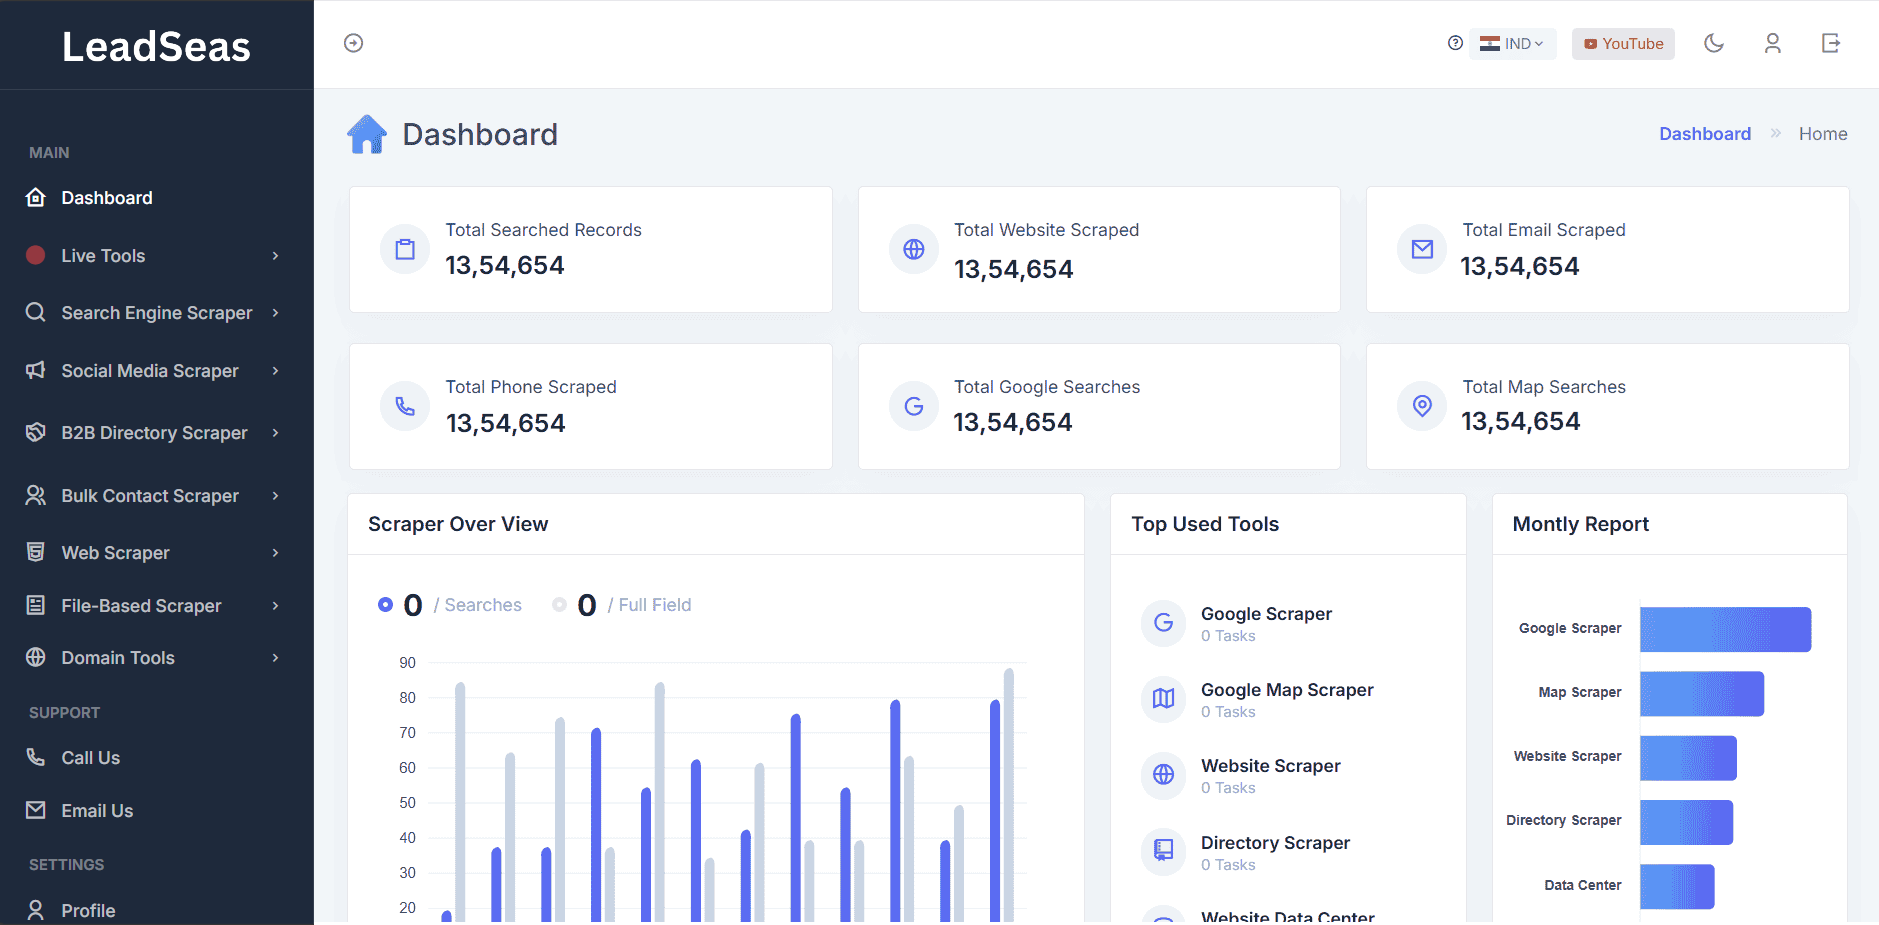 LeadSeas
IND
YouTube
MAIN
Dashboard
Live Tools
Search Engine Scraper
Social Media Scraper
B2B Directory Scraper
Bulk Contact Scraper
Web Scraper
File-Based Scraper
Domain Tools
SUPPORT
Call Us
Email Us
SETTINGS
Profile
Dashboard
Dashboard » Home
Total Searched Records
13,54,654
Total Website Scraped
13,54,654
Total Email Scraped
13,54,654
Total Phone Scraped
13,54,654
Total Google Searches
13,54,654
Total Map Searches
13,54,654
Scraper Over View
0 / Searches 0 / Full Field
90
80
70
60
50
40
30
20
Top Used Tools
Google Scraper
0 Tasks
Google Map Scraper
0 Tasks
Website Scraper
0 Tasks
Directory Scraper
0 Tasks
Website Data Center
Montly Report
Google Scraper
Map Scraper
Website Scraper
Directory Scraper
Data Center